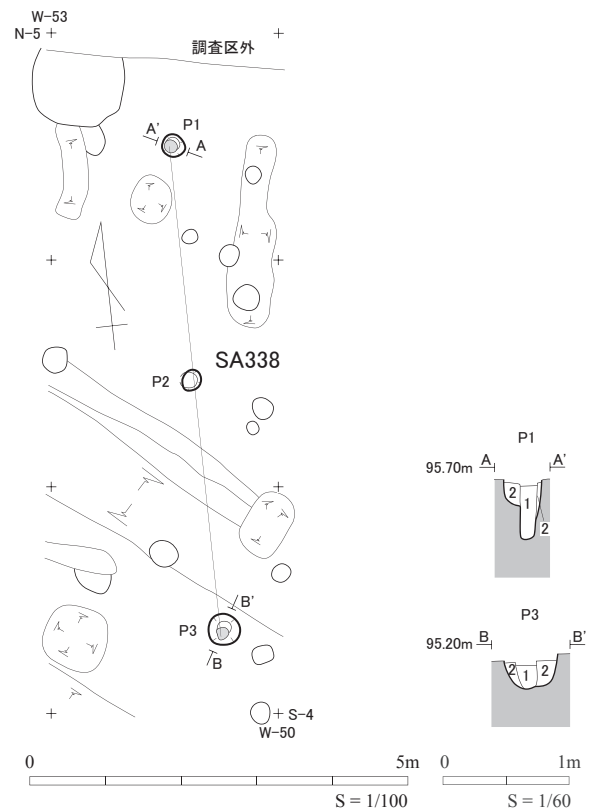 W-53
N-5
調査区外
A'
P1
A
SA338
P2
P1
95.70m
A
A'
2
1
2
P3
B'
B
P3
95.20m
B
B'
2
1
2
S-4
W-50
0
5m
S = 1/100
0
1m
S = 1/60